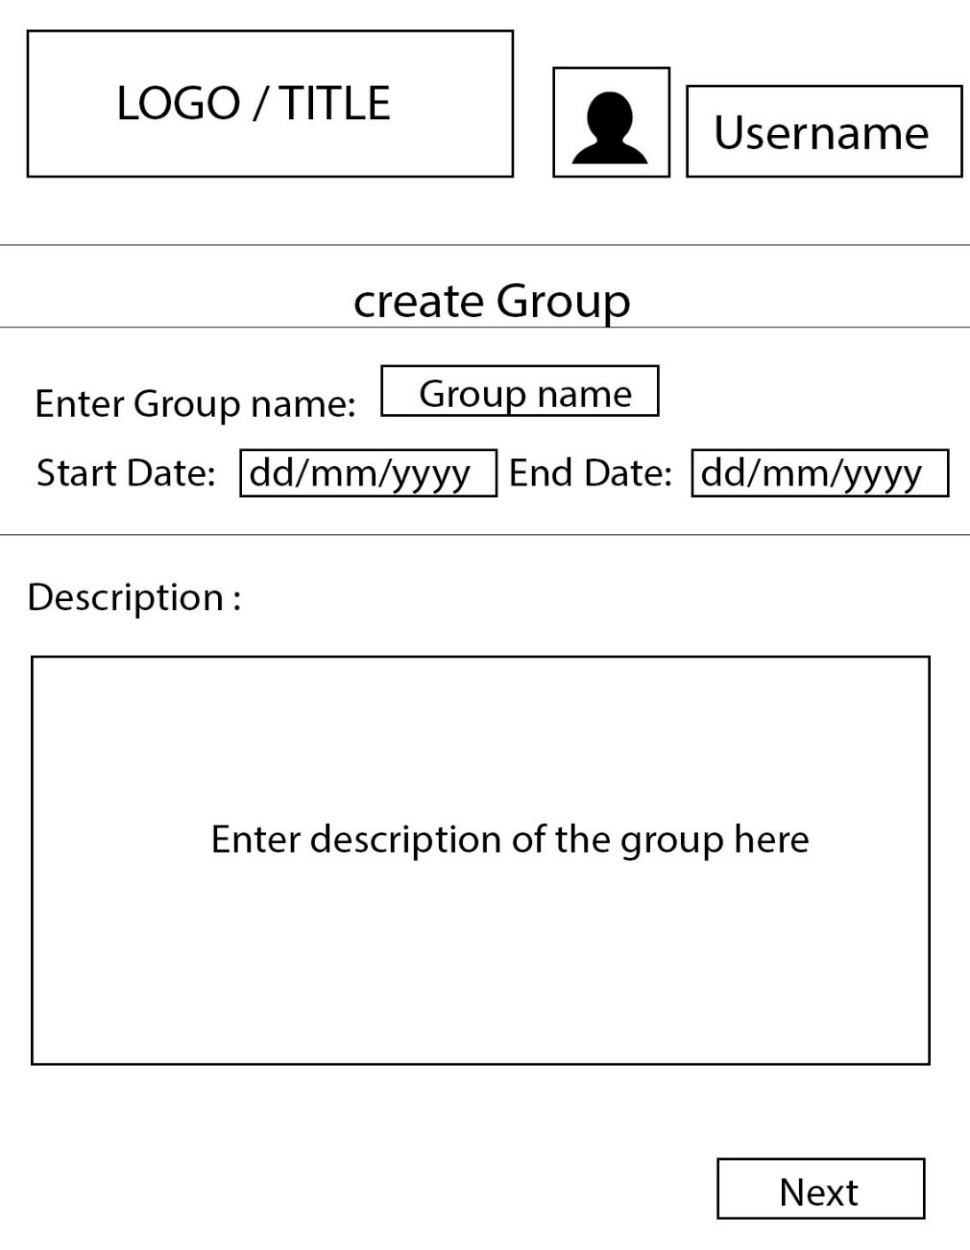 LOGO / TITLE
Username
create Group
Enter Group name: Group name
Start Date: dd/mm/yyyy End Date: dd/mm/yyyy
Description :
Enter description of the group here
Next